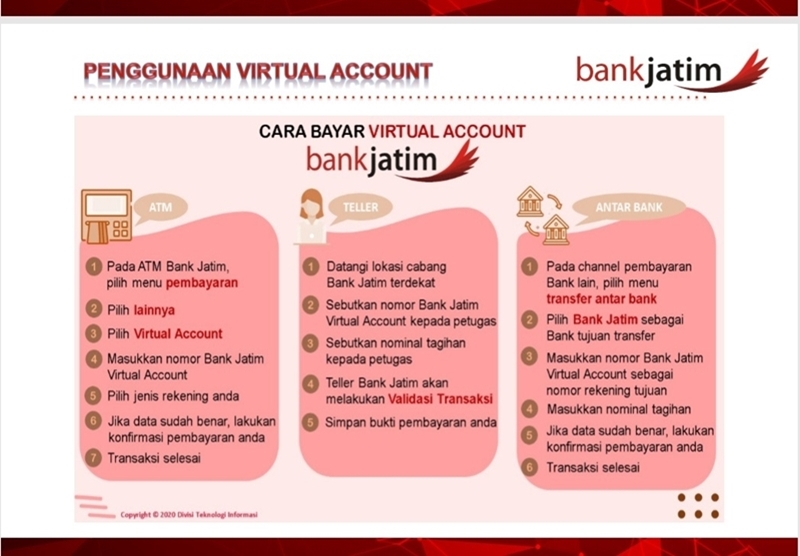 PENGGUNAAN VIRTUAL ACCOUNT
bankjatim
CARA BAYAR VIRTUAL ACCOUNT
bankjatim
ATM
1 Pada ATM Bank Jatim,
pilih menu pembayaran
2 Pilih lainnya
3 Pilih Virtual Account
4 Masukkan nomor Bank Jatim
Virtual Account
5 Pilih jenis rekening anda
6 Jika data sudah benar, lakukan
konfirmasi pembayaran anda
7 Transaksi selesai
TELLER
1 Datangi lokasi cabang
Bank Jatim terdekat
2 Sebutkan nomor Bank Jatim
Virtual Account kepada petugas
3 Sebutkan nominal tagihan
kepada petugas
4 Teller Bank Jatim akan
melakukan Validasi Transaksi
5 Simpan bukti pembayaran anda
ANTAR BANK
1 Pada channel pembayaran
Bank lain, pilih menu
transfer antar bank
2 Pilih Bank Jatim sebagai
Bank tujuan transfer
3 Masukkan nomor Bank Jatim
Virtual Account sebagai
nomor rekening tujuan
4 Masukkan nominal tagihan
5 Jika data sudah benar, lakukan
konfirmasi pembayaran anda
6 Transaksi selesai
Copyright © 2020 Divisi Teknologi Informasi